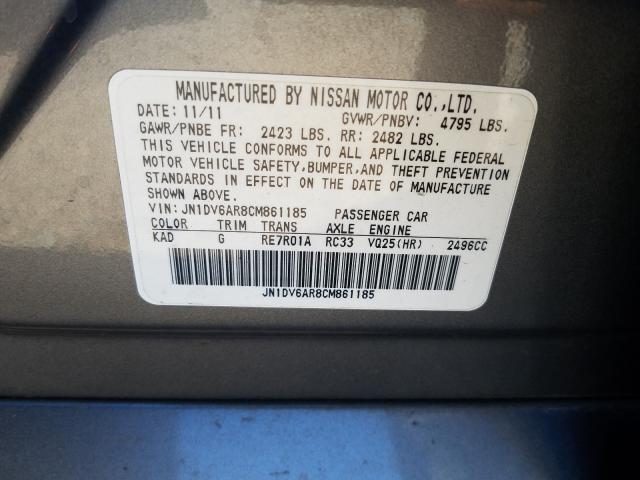 MANUFACTURED BY NISSAN MOTOR CO.,LTD.
DATE: 11/11 GVWR/PNBV: 4795 LBS.
GAWR/PNBE FR: 2423 LBS. RR: 2482 LBS.
THIS VEHICLE CONFORMS TO ALL APPLICABLE FEDERAL
MOTOR VEHICLE SAFETY, BUMPER, AND THEFT PREVENTION
STANDARDS IN EFFECT ON THE DATE OF MANUFACTURE
SHOWN ABOVE.
VIN: JN1DV6AR8CM861185 PASSENGER CAR
COLOR TRIM TRANS AXLE ENGINE
KAD G RE7R01A RC33 VQ25(HR) 2496CC
JN1DV6AR8CM861185